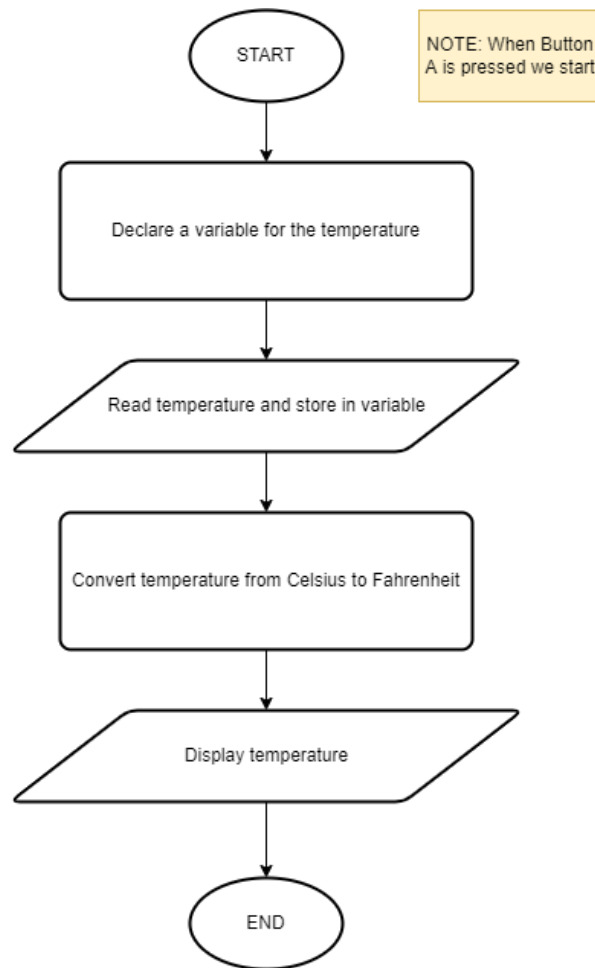 START
NOTE: When Button
A is pressed we start
Declare a variable for the temperature
Read temperature and store in variable
Convert temperature from Celsius to Fahrenheit
Display temperature
END